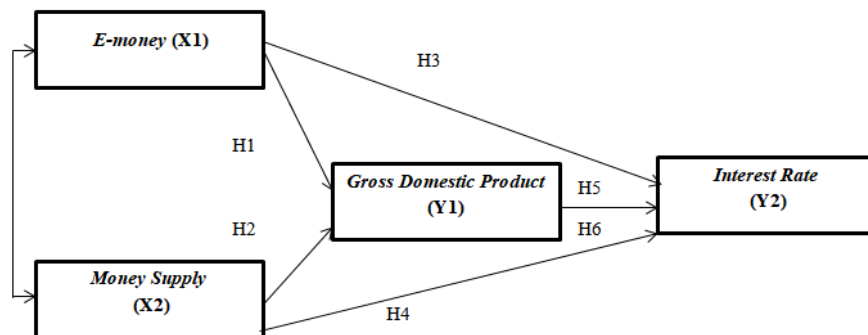 E-money (X1)
H3
H1
Gross Domestic Product
(Y1)
H5
Interest Rate
(Y2)
H2
H6
Money Supply
(X2)
H4